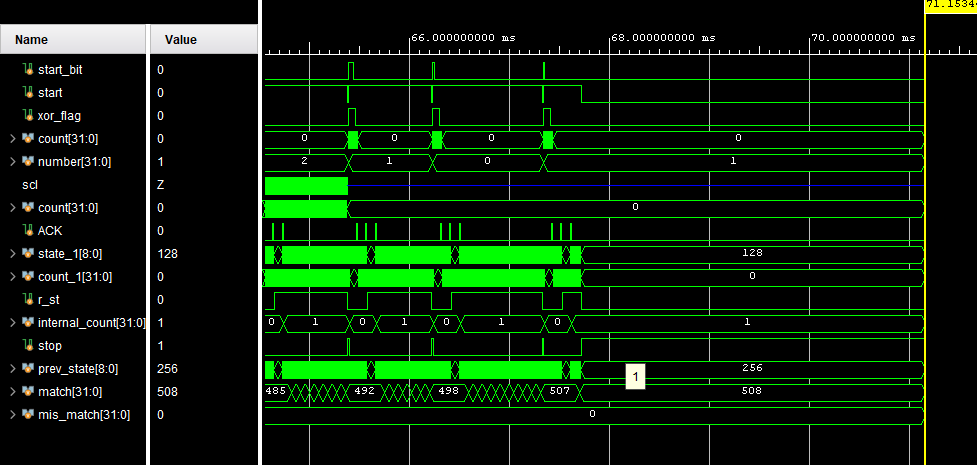 71.15344
Name Value
66.000000000 ms 68.000000000 ms 70.000000000 ms
start_bit 0
start 0
xor_flag 0
count[31:0] 0 0 0 0 0
number[31:0] 1 2 1 0 1
scl Z
count[31:0] 0 0
ACK 0
state_1[8:0] 128 128
count_1[31:0] 0 0
r_st 0
internal_count[31:0] 1 0 1 0 1 0 1 0 1
stop 1
prev_state[8:0] 256 256
1
match[31:0] 508 485 492 498 507 508
mis_match[31:0] 0 0